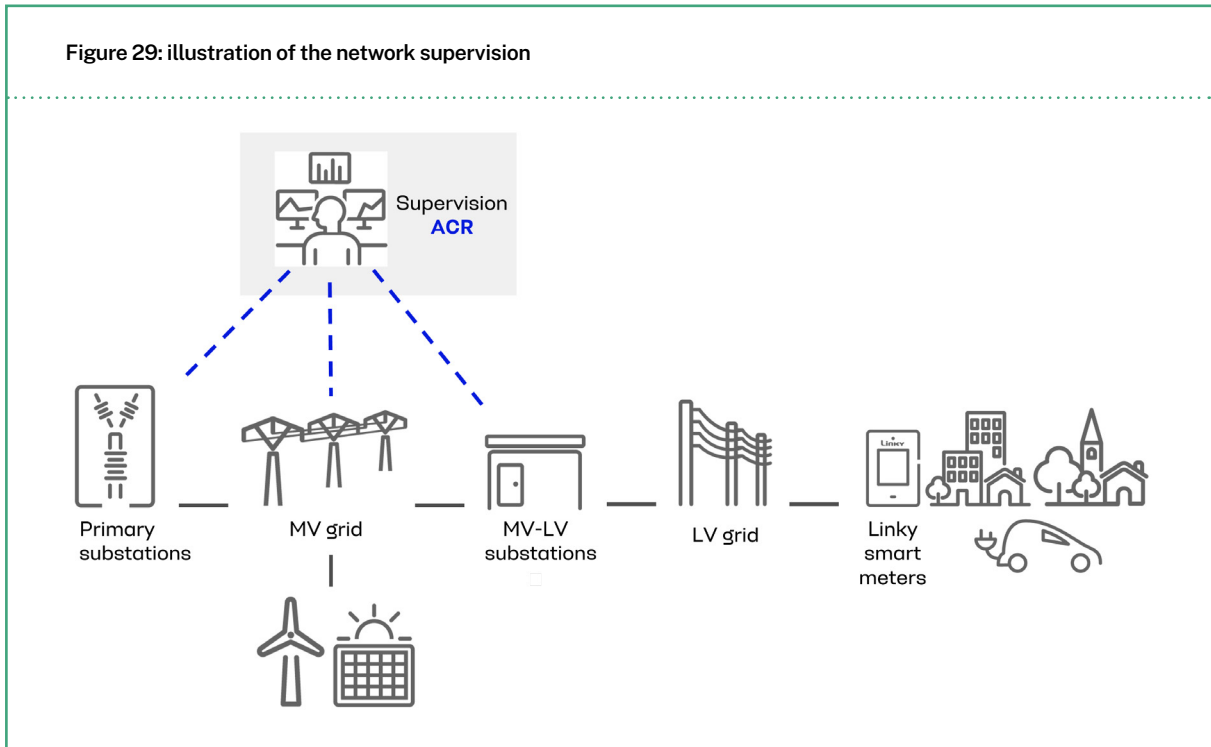 Figure 29: illustration of the network supervision
Supervision
ACR
Primary
substations
MV grid
MV-LV
substations
LV grid
Linky
Linky
smart
meters